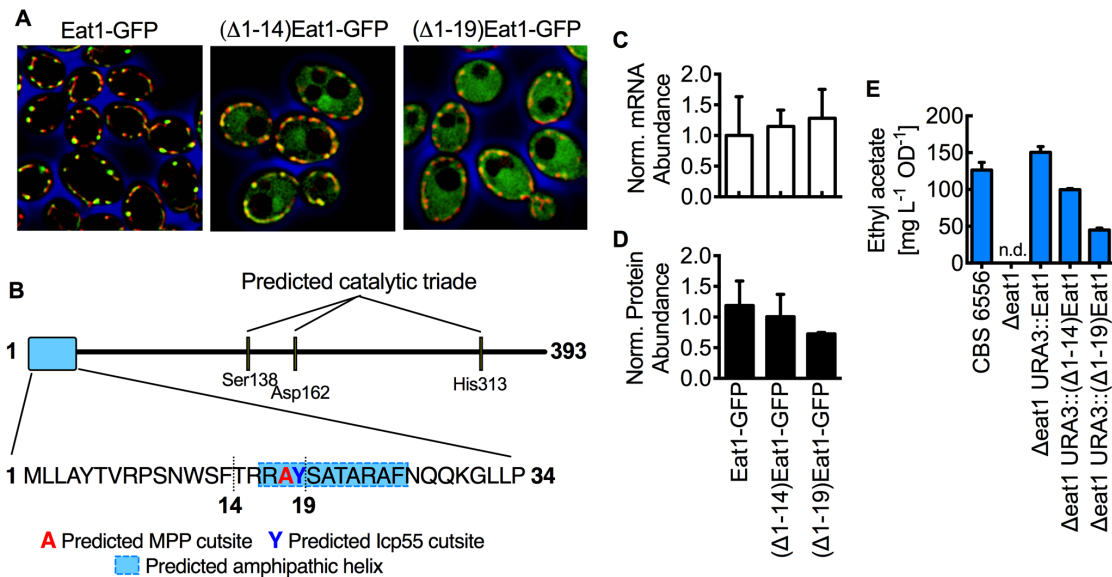 A
Eat1-GFP
(Δ1-14)Eat1-GFP
(Δ1-19)Eat1-GFP
B
Predicted catalytic triade
1
393
Ser138
Asp162
His313
1 MLLAYTVRPSNWSFTRRAYSATARAFNQQKGLLP 34
14
19
A Predicted MPP cutsite
Y Predicted Icp55 cutsite
Predicted amphipathic helix
C
Norm. mRNA
Abundance
2.0
1.5
1.0
0.5
0.0
D
Norm. Protein
Abundance
2.0
1.5
1.0
0.5
0.0
Eat1-GFP
(Δ1-14)Eat1-GFP
(Δ1-19)Eat1-GFP
E
Ethyl acetate
[mg L-1 OD-1]
200
150
100
50
0
n.d.
CBS 6556
Δeat1
Δeat1 URA3::Eat1
Δeat1 URA3::(Δ1-14)Eat1
Δeat1 URA3::(Δ1-19)Eat1